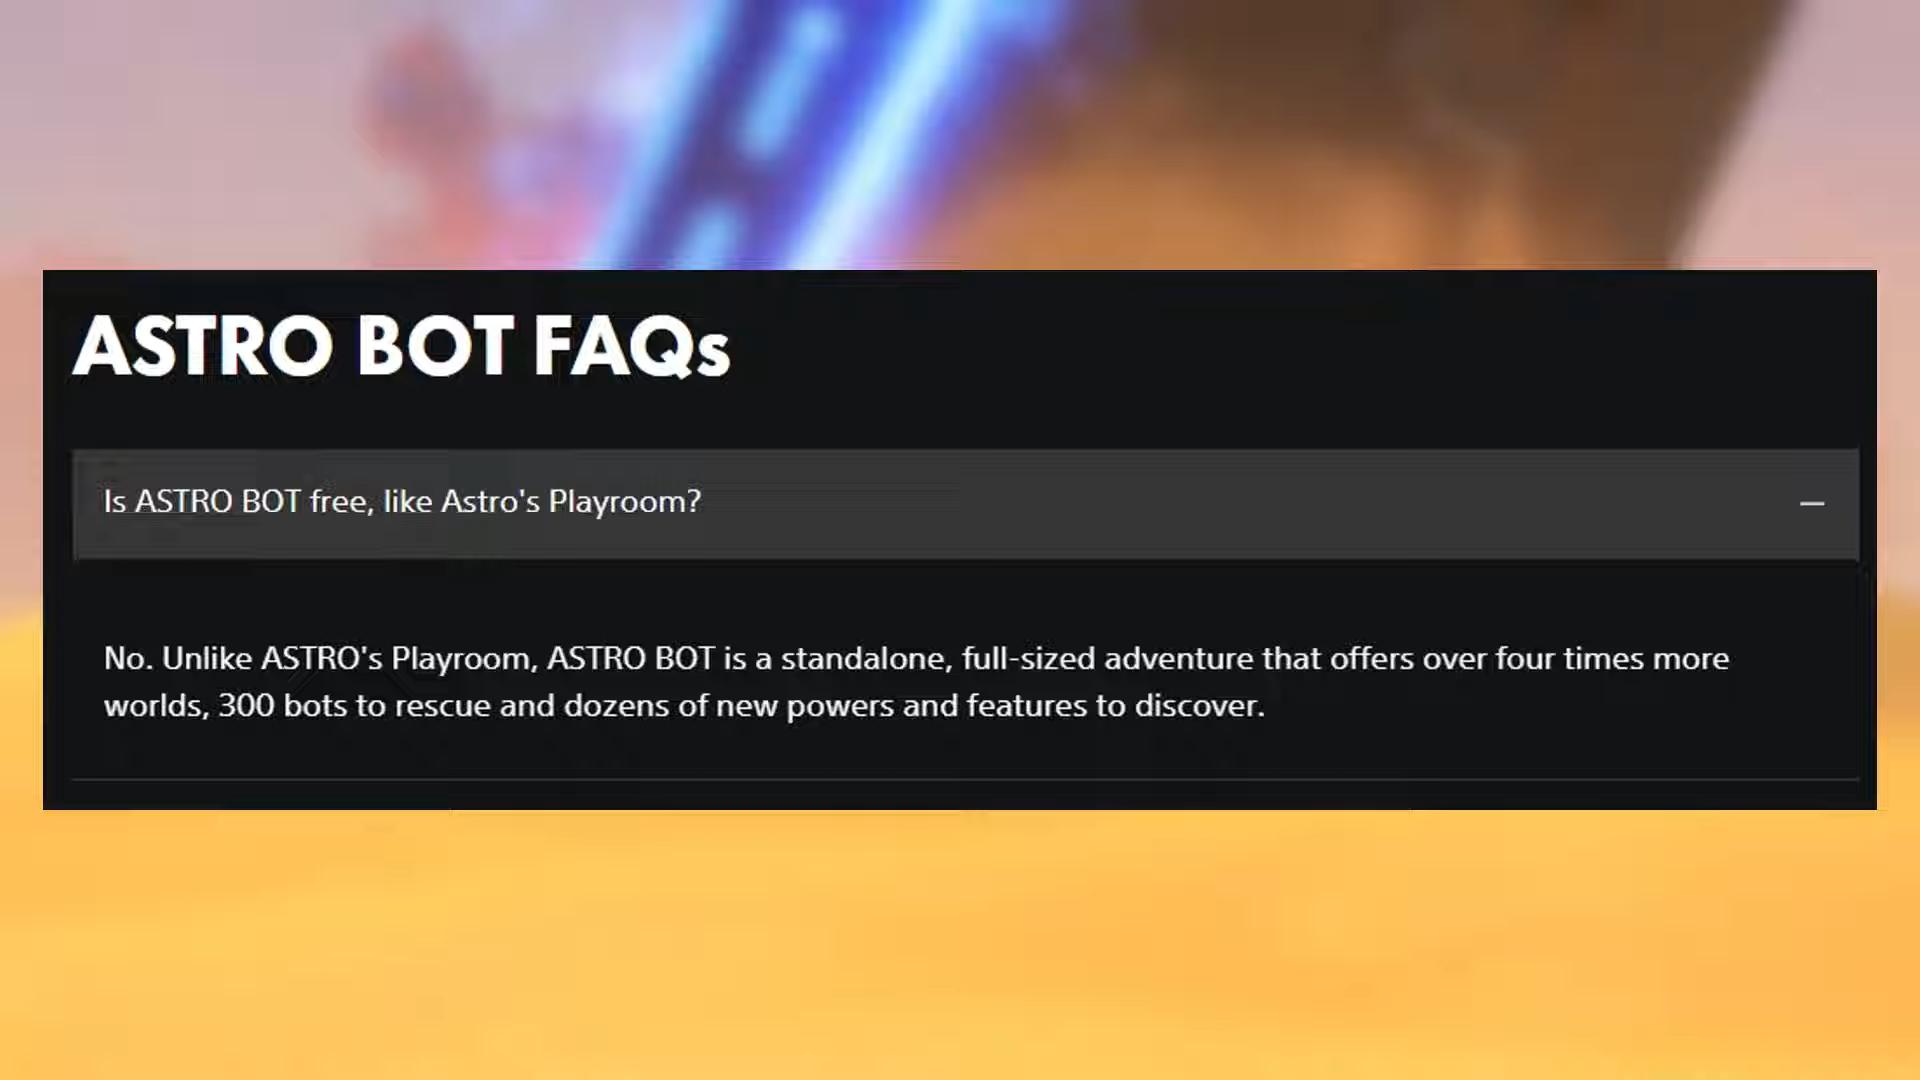 ASTRO BOT FAQs
Is ASTRO BOT free, like Astro's Playroom?
No. Unlike ASTRO's Playroom, ASTRO BOT is a standalone, full-sized adventure that offers over four times more
worlds, 300 bots to rescue and dozens of new powers and features to discover.